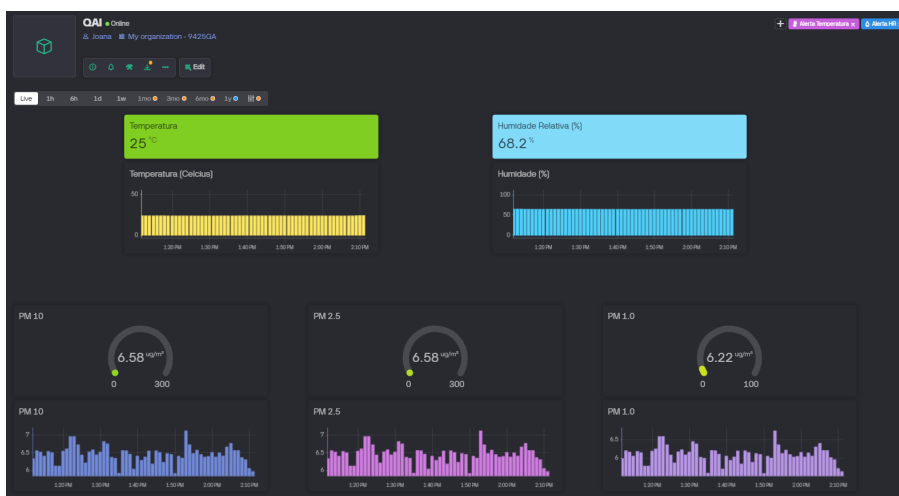 QAI Online
Joana My organization - 9425GA
Alerta Temperatura x Alerta HR
Edit
Live 1h 6h 1d 1w 1mo 3mo 6mo 1y
Temperatura
25 °C
Humidade Relativa (%)
68.2 %
Temperatura (Celcius)
50
0
1:20 PM 1:30 PM 1:40 PM 1:50 PM 2:00 PM 2:10 PM
Humidade (%)
100
50
0
1:20 PM 1:30 PM 1:40 PM 1:50 PM 2:00 PM 2:10 PM
PM 10
6.58 ug/m³
0 300
PM 2.5
6.58 ug/m³
0 300
PM 1.0
6.22 ug/m³
0 100
PM 10
7
6.5
6
1:20 PM 1:30 PM 1:40 PM 1:50 PM 2:00 PM 2:10 PM
PM 2.5
7
6.5
6
1:20 PM 1:30 PM 1:40 PM 1:50 PM 2:00 PM 2:10 PM
PM 1.0
6.5
6
1:20 PM 1:30 PM 1:40 PM 1:50 PM 2:00 PM 2:10 PM